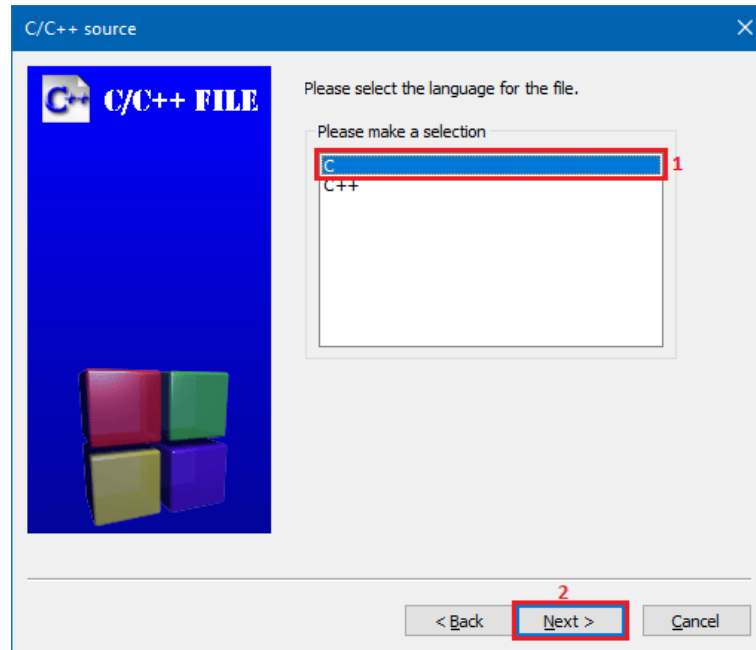 C/C++ source
C++ C/C++ FILE
Please select the language for the file.
Please make a selection
C 1
C++
2
< Back Next > Cancel